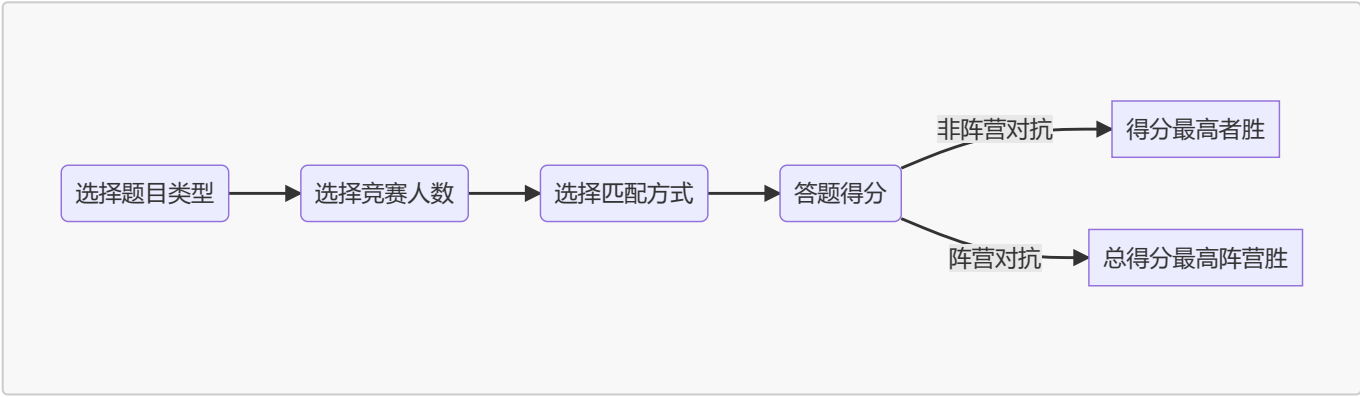 选择题目类型
选择竞赛人数
选择匹配方式
答题得分
非阵营对抗
得分最高者胜
阵营对抗
总得分最高阵营胜